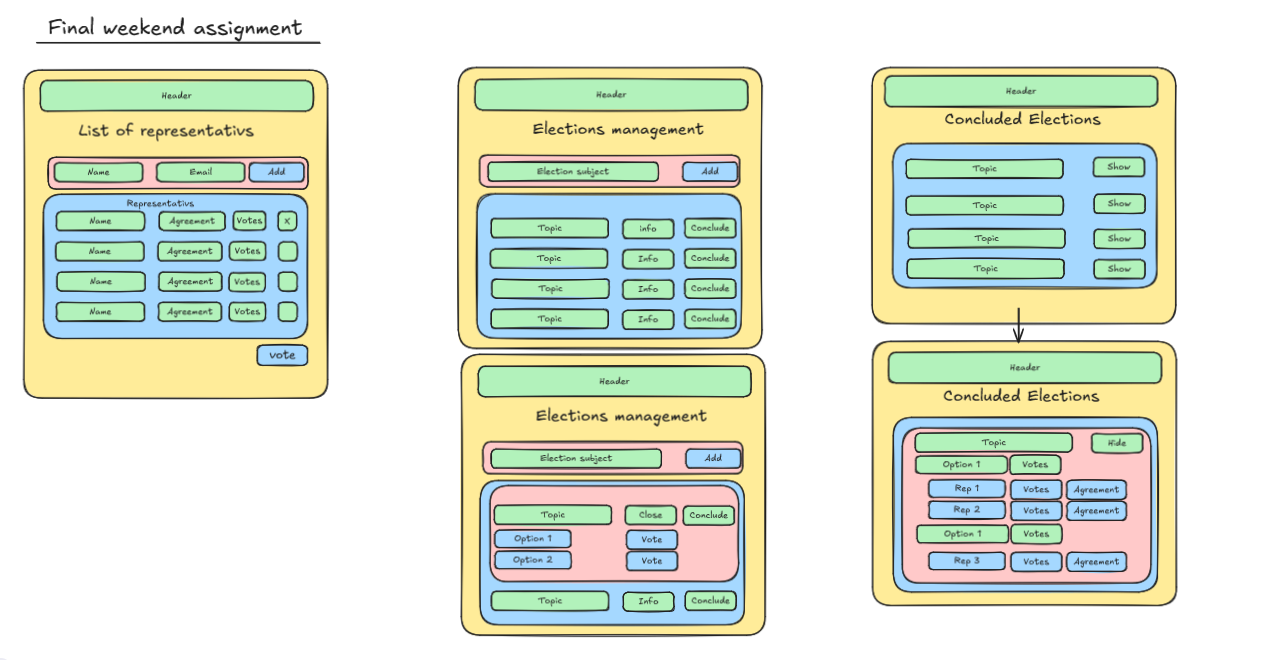 Final weekend assignment
Header
List of representativs
Name Email Add
Representativs
Name Agreement Votes X
Name Agreement Votes
Name Agreement Votes
Name Agreement Votes
vote
Header
Elections management
Election subject Add
Topic info Conclude
Topic Info Conclude
Topic Info Conclude
Topic Info Conclude
Header
Elections management
Election subject Add
Topic Close Conclude
Option 1 Vote
Option 2 Vote
Topic Info Conclude
Header
Concluded Elections
Topic Show
Topic Show
Topic Show
Topic Show
Header
Concluded Elections
Topic Hide
Option 1 Votes
Rep 1 Votes Agreement
Rep 2 Votes Agreement
Option 1 Votes
Rep 3 Votes Agreement